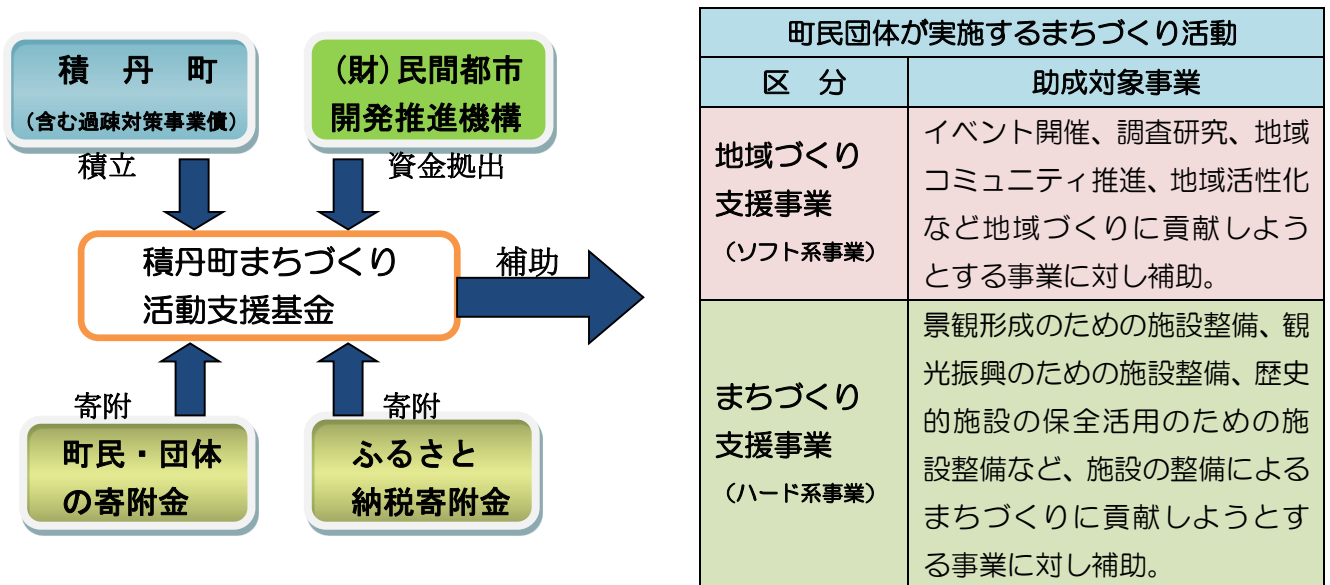 積 丹 町
（含む過疎対策事業債）
(財)民間都市
開発推進機構
積立
資金拠出
積丹町まちづくり
活動支援基金
補助
寄附
寄附
町民・団体
の寄附金
ふるさと
納税寄附金
町民団体が実施するまちづくり活動
区 分
助成対象事業
地域づくり
支援事業
（ソフト系事業）
イベント開催、調査研究、地域
コミュニティ推進、地域活性化
など地域づくりに貢献しよう
とする事業に対し補助。
まちづくり
支援事業
（ハード系事業）
景観形成のための施設整備、観
光振興のための施設整備、歴史
的施設の保全活用のための施
設整備など、施設の整備による
まちづくりに貢献しようとす
る事業に対し補助。